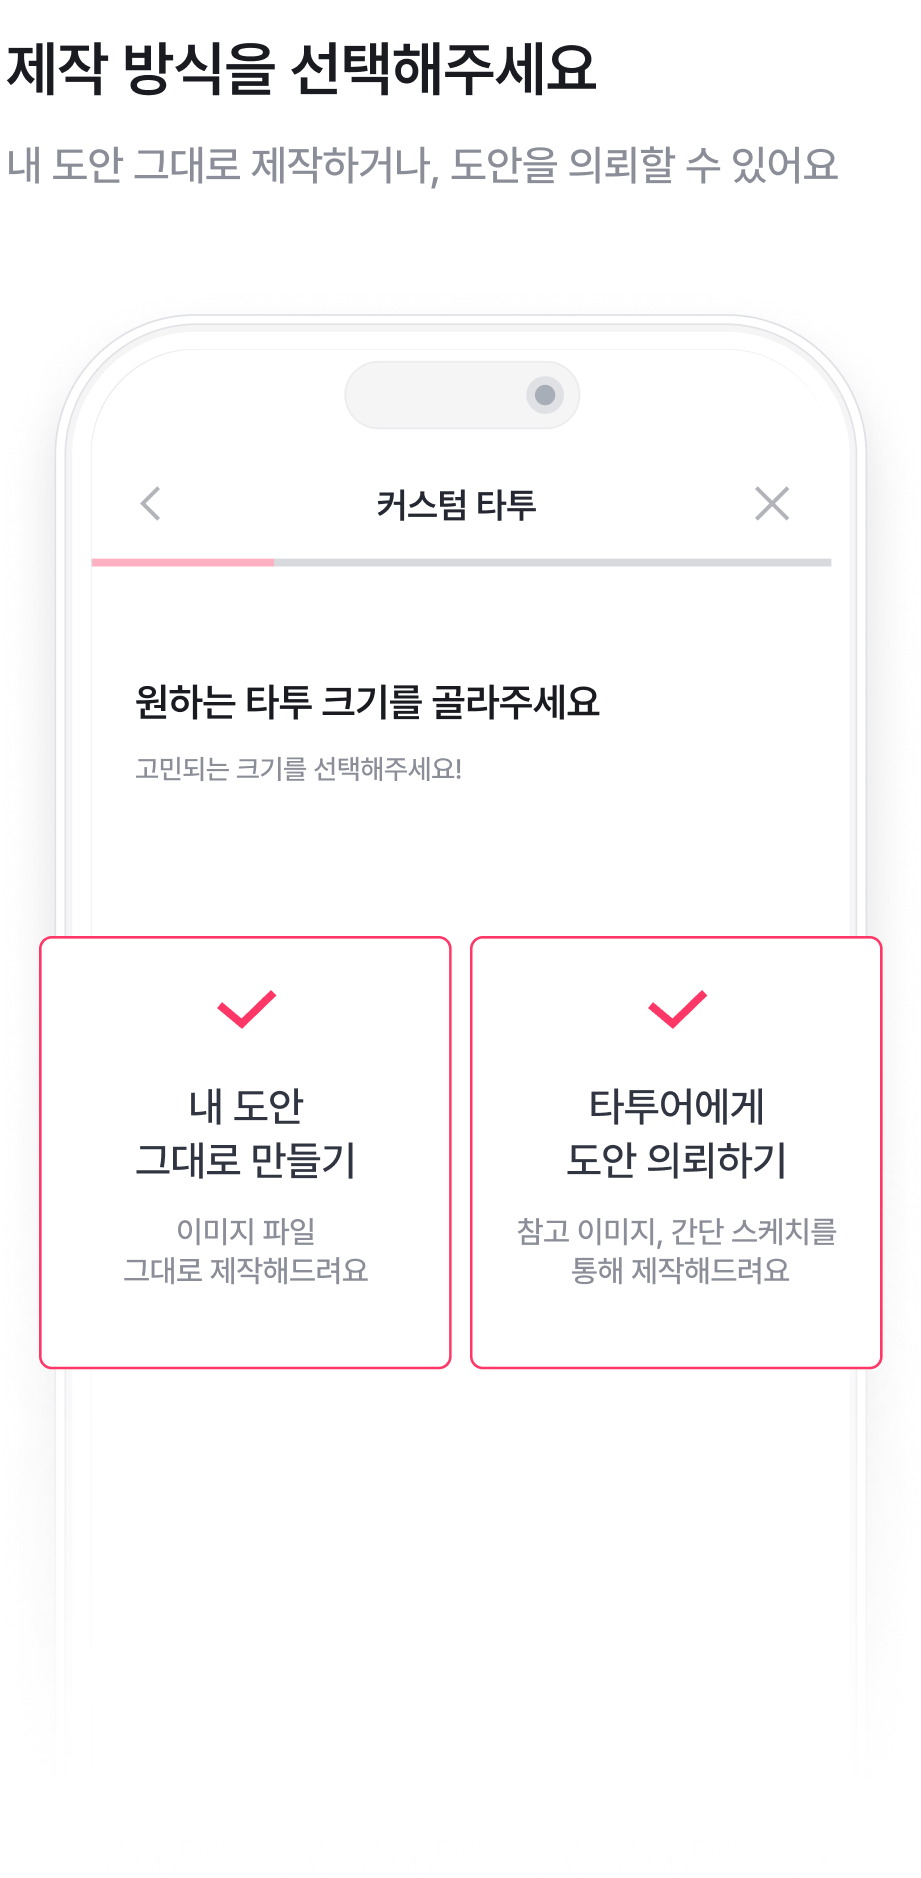 제작 방식을 선택해주세요
내 도안 그대로 제작하거나, 도안을 의뢰할 수 있어요
커스텀 타투
원하는 타투 크기를 골라주세요
고민되는 크기를 선택해주세요!
내 도안
그대로 만들기
이미지 파일
그대로 제작해드려요
타투어에게
도안 의뢰하기
참고 이미지, 간단 스케치를
통해 제작해드려요